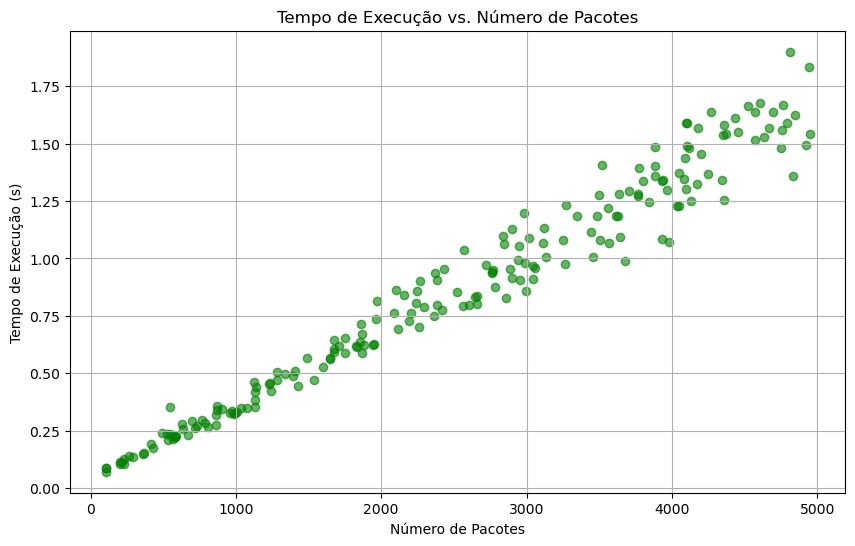 Tempo de Execução vs. Número de Pacotes
Tempo de Execução (s)
1.75
1.50
1.25
1.00
0.75
0.50
0.25
0.00
0 1000 2000 3000 4000 5000
Número de Pacotes